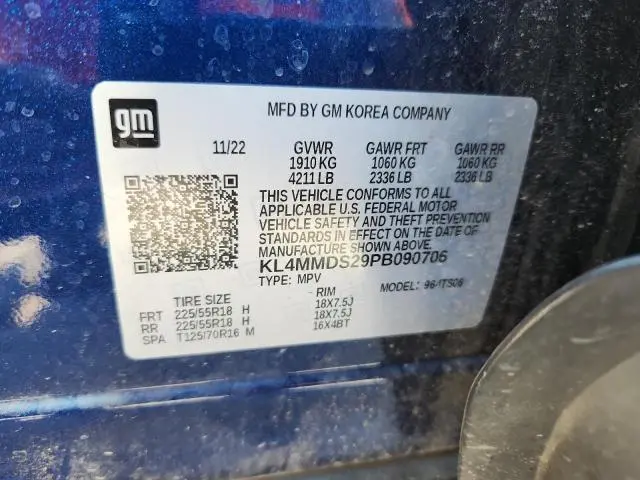 gm
MFD BY GM KOREA COMPANY
11/22 GVWR GAWR FRT GAWR RR
1910 KG 1060 KG 1060 KG
4211 LB 2336 LB 2336 LB
THIS VEHICLE CONFORMS TO ALL
APPLICABLE U.S. FEDERAL MOTOR
VEHICLE SAFETY AND THEFT PREVENTION
STANDARDS IN EFFECT ON THE DATE OF
MANUFACTURE SHOWN ABOVE.
KL4MMDS29PB090706
TYPE: MPV MODEL:
TIRE SIZE RIM
FRT 225/55R18 H 18X7.5J
RR 225/55R18 H 18X7.5J
SPA T125/70R16 M 16X4BT